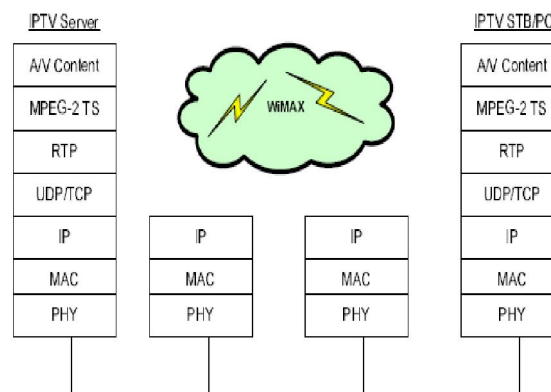 IPTV Server
A/V Content
MPEG-2 TS
RTP
UDP/TCP
IP
MAC
PHY
WiMAX
IP
MAC
PHY
IP
MAC
PHY
IPTV STB/PC
A/V Content
MPEG-2 TS
RTP
UDP/TCP
IP
MAC
PHY